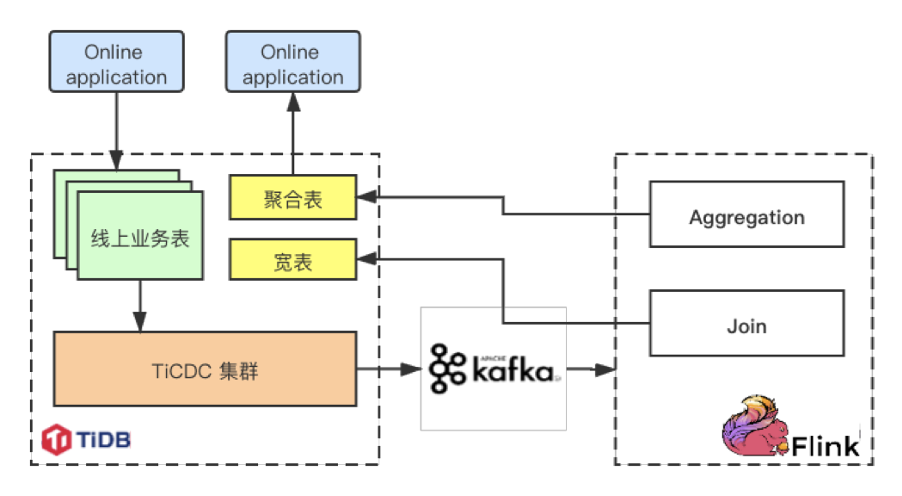 Online
application
Online
application
聚合表
线上业务表
宽表
Aggregation
Join
TiCDC 集群
APACHE
kafka
TiDB
Flink